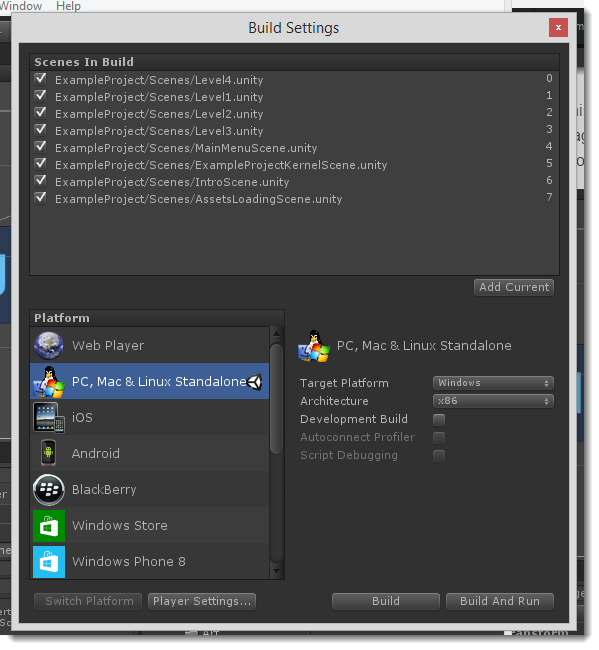 Window Help
Build Settings
x
Scenes In Build
ExampleProject/Scenes/Level4.unity 0
ExampleProject/Scenes/Level1.unity 1
ExampleProject/Scenes/Level2.unity 2
ExampleProject/Scenes/Level3.unity 3
ExampleProject/Scenes/MainMenuScene.unity 4
ExampleProject/Scenes/ExampleProjectKernelScene.unity 5
ExampleProject/Scenes/IntroScene.unity 6
ExampleProject/Scenes/AssetsLoadingScene.unity 7
Add Current
Platform
Web Player
PC, Mac & Linux Standalone
iOS
Android
BlackBerry
Windows Store
Windows Phone 8
PC, Mac & Linux Standalone
Target Platform Windows
Architecture x86
Development Build
Autoconnect Profiler
Script Debugging
Switch Platform
Player Settings...
Build
Build And Run